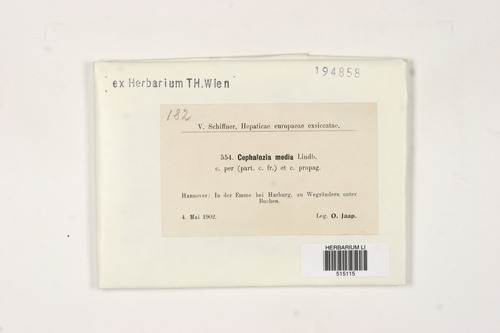 194858
ex Herbarium TH.Wien
182
V. Schiffner, Hepaticae europaeae exsiccatae.
554. Cephalozia media Lindb.
c. per (part. c. fr.) et c. propag.
Hannover: In der Emme bei Harburg, an Wegrändern unter
Buchen.
4. Mai 1902.
Leg. O. Jaap.
HERBARIUM LI
515115